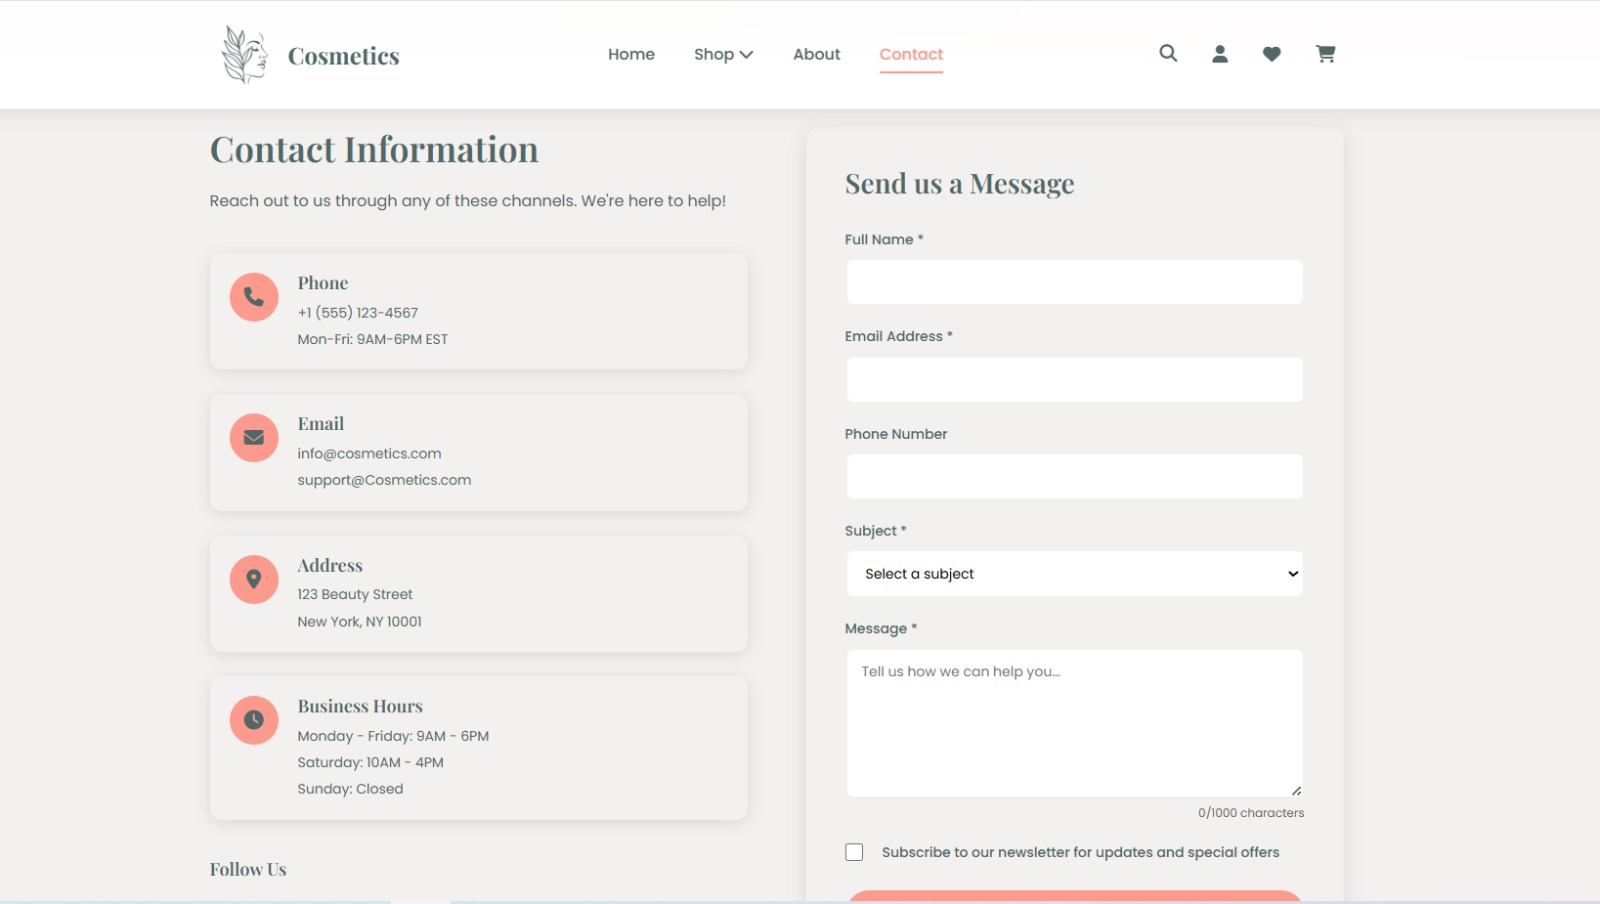 Cosmetics
Home
Shop
About
Contact
Contact Information
Reach out to us through any of these channels. We're here to help!
Phone
+1 (555) 123-4567
Mon-Fri: 9AM-6PM EST
Email
info@cosmetics.com
support@Cosmetics.com
Address
123 Beauty Street
New York, NY 10001
Business Hours
Monday - Friday: 9AM - 6PM
Saturday: 10AM - 4PM
Sunday: Closed
Follow Us
Send us a Message
Full Name *
Email Address *
Phone Number
Subject *
Select a subject
Message *
Tell us how we can help you...
0/1000 characters
Subscribe to our newsletter for updates and special offers